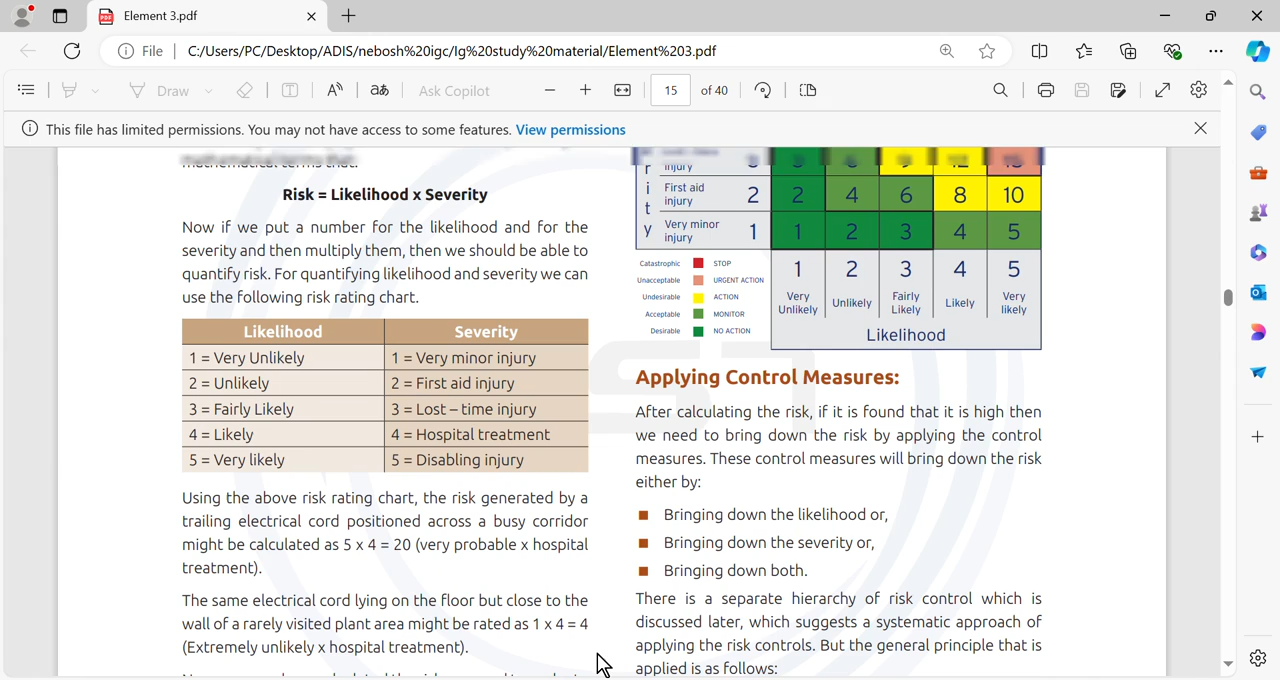 Element 3.pdf
File
C:/Users/PC/Desktop/ADIS/nebosh%20igc/Ig%20study%20material/Element%203.pdf
Draw
Ask Copilot
15 of 40
This file has limited permissions. You may not have access to some features. View permissions
mathematical terms that:
Risk = Likelihood x Severity
Now if we put a number for the likelihood and for the
severity and then multiply them, then we should be able to
quantify risk. For quantifying likelihood and severity we can
use the following risk rating chart.
Likelihood Severity
1 = Very Unlikely 1 = Very minor injury
2 = Unlikely 2 = First aid injury
3 = Fairly Likely 3 = Lost – time injury
4 = Likely 4 = Hospital treatment
5 = Very likely 5 = Disabling injury
Using the above risk rating chart, the risk generated by a
trailing electrical cord positioned across a busy corridor
might be calculated as 5 x 4 = 20 (very probable x hospital
treatment).
The same electrical cord lying on the floor but close to the
wall of a rarely visited plant area might be rated as 1 x 4 = 4
(Extremely unlikely x hospital treatment).
r
i
t
y
injury
First aid
injury
2 2 4 6 8 10
Very minor
injury
1 1 2 3 4 5
Catastrophic STOP
Unacceptable URGENT ACTION
Undesirable ACTION
Acceptable MONITOR
Desirable NO ACTION
1 2 3 4 5
Very
Unlikely
Unlikely
Fairly
Likely
Likely
Very
likely
Likelihood
Applying Control Measures:
After calculating the risk, if it is found that it is high then
we need to bring down the risk by applying the control
measures. These control measures will bring down the risk
either by:
Bringing down the likelihood or,
Bringing down the severity or,
Bringing down both.
There is a separate hierarchy of risk control which is
discussed later, which suggests a systematic approach of
applying the risk controls. But the general principle that is
applied is as follows: